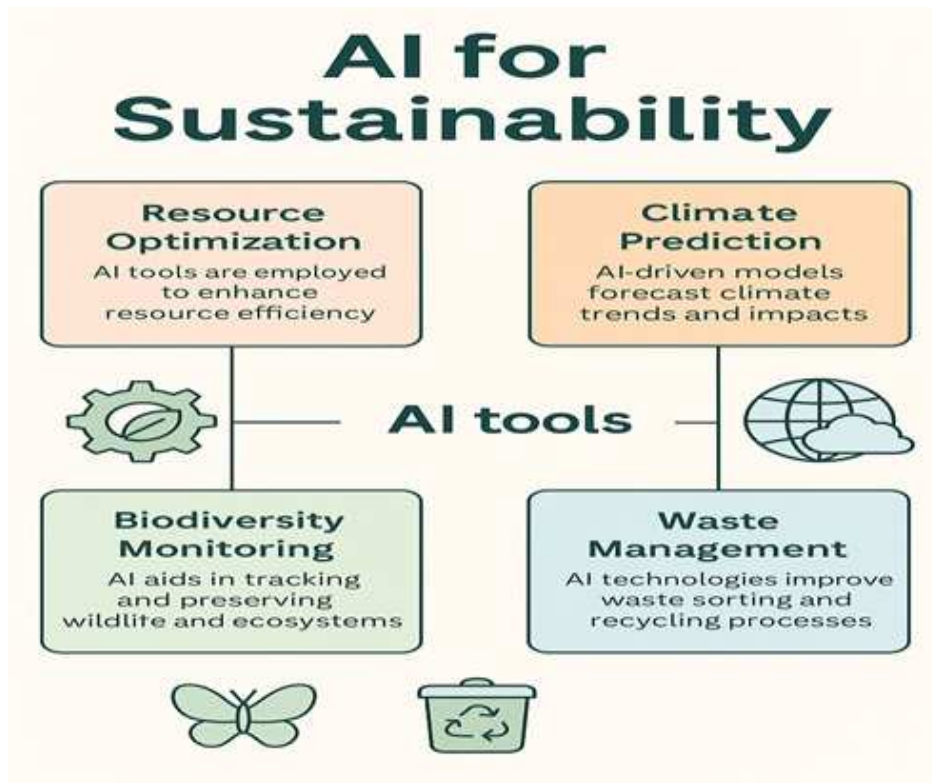 AI for
Sustainability
Resource
Optimization
AI tools are employed
to enhance
resource efficiency
Climate
Prediction
AI-driven models
forecast climate
trends and impacts
AI tools
Biodiversity
Monitoring
AI aids in tracking
and preserving
wildlife and ecosystems
Waste
Management
AI technologies improve
waste sorting and
recycling processes